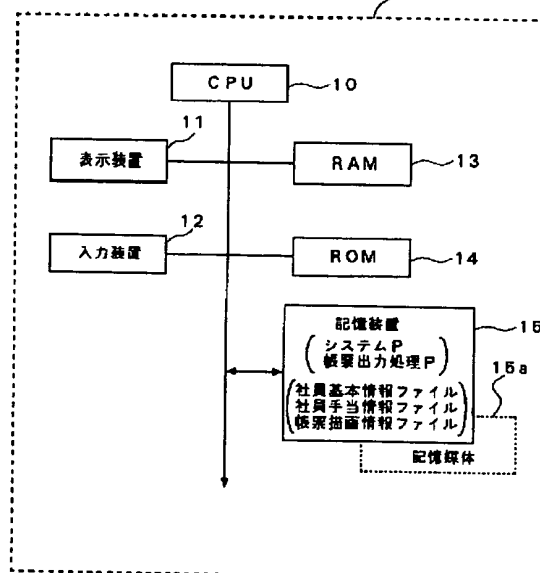 CPU
10
11
表示装置
RAM
13
12
入力装置
ROM
14
記憶装置
システムP
帳票出力処理P
社員基本情報ファイル
社員手当情報ファイル
帳票描画情報ファイル
15
15a
記憶媒体